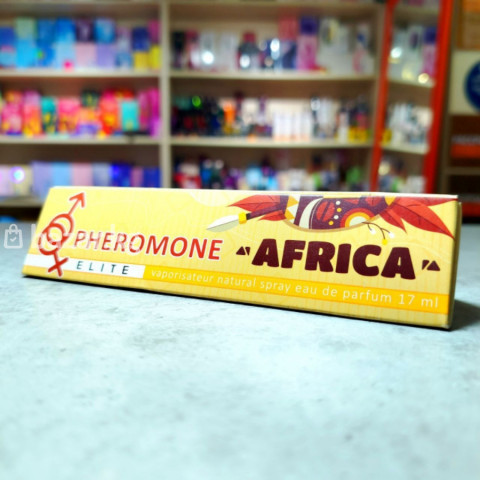 PHEROMONE
ELITE
AFRICA
vaporisateur natural spray eau de parfum 17 ml